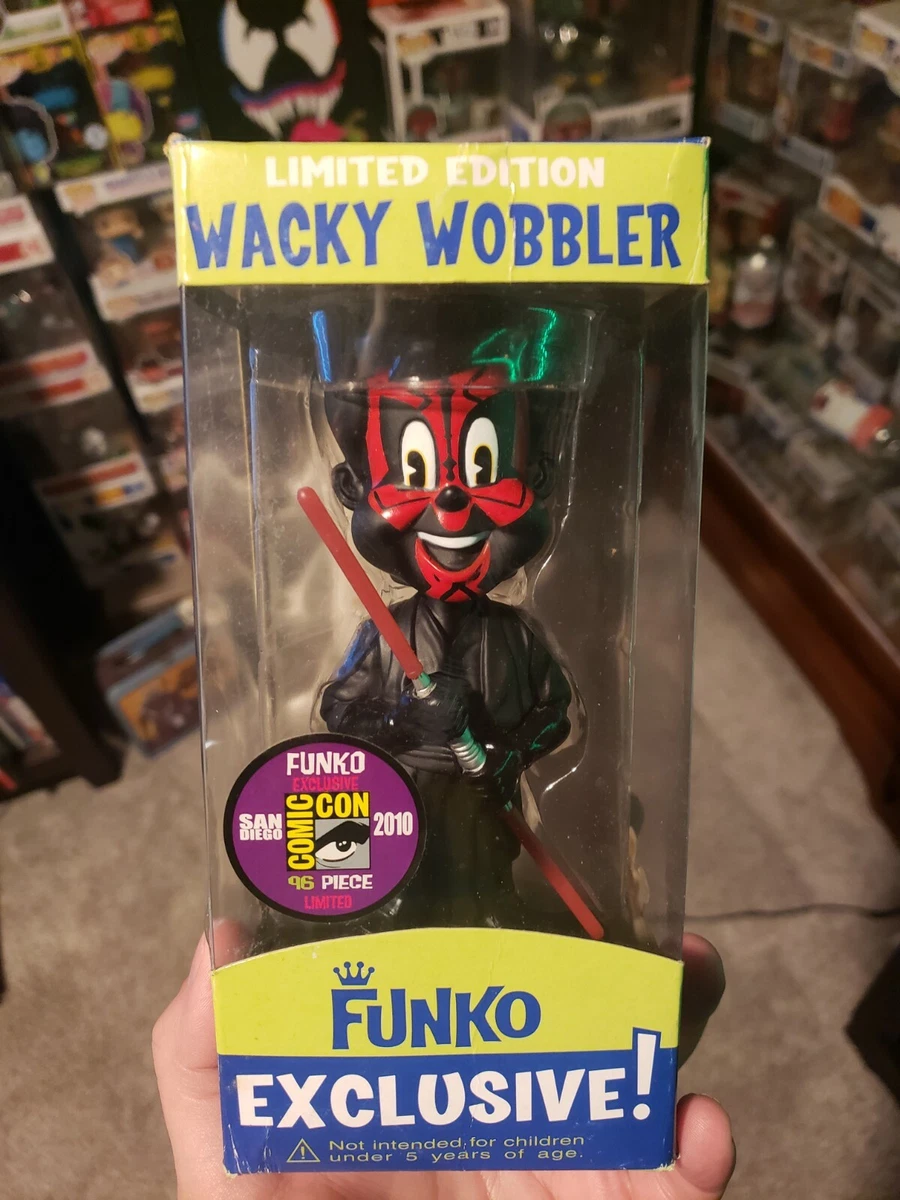 LIMITED EDITION
WACKY WOBBLER
FUNKO
EXCLUSIVE
SAN DIEGO
COMIC CON
2010
96 PIECE
LIMITED
FUNKO
EXCLUSIVE!
Not intended for children
under 5 years of age.